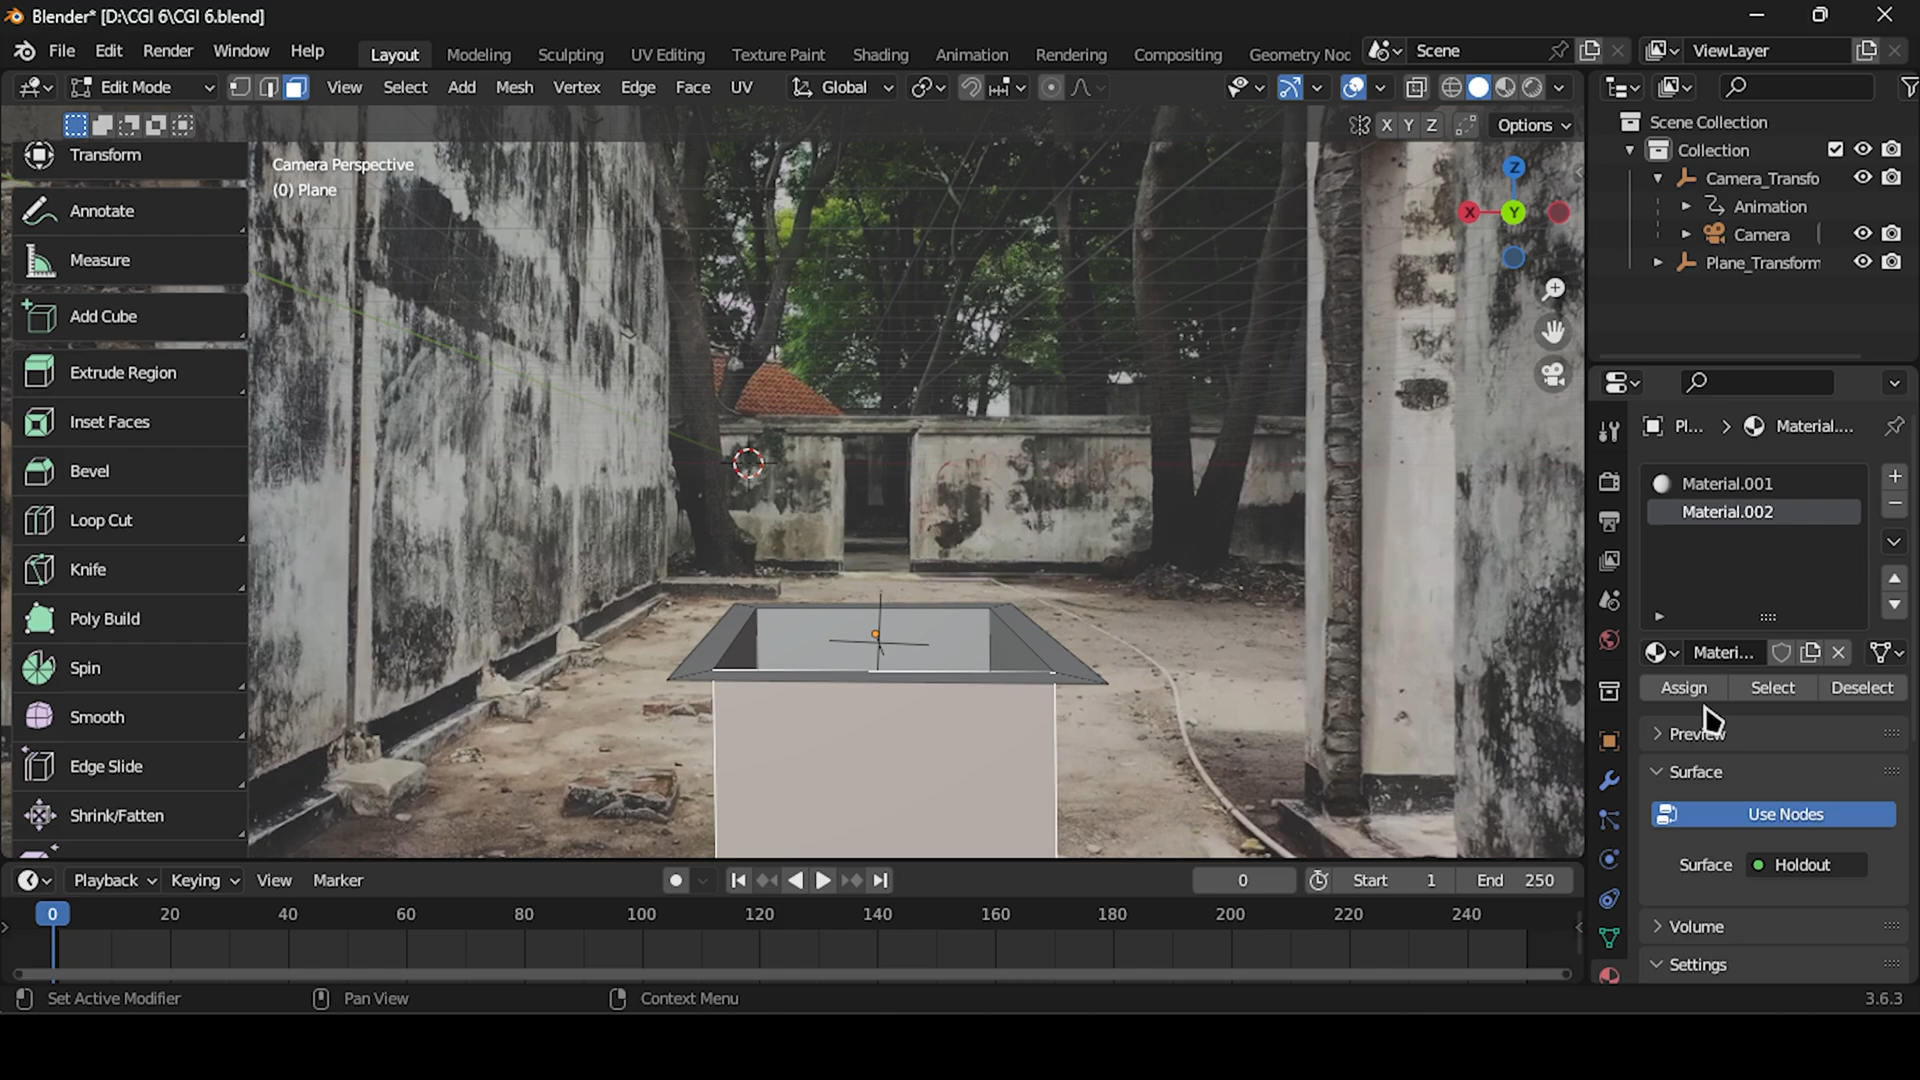 Blender* [D:\CGI 6\CGI 6.blend]
File Edit Render Window Help Layout Modeling Sculpting UV Editing Texture Paint Shading Animation Rendering Compositing Geometry Noc Scene ViewLayer
Edit Mode View Select Add Mesh Vertex Edge Face UV Global
X Y Z Options
Transform
Annotate
Measure
Add Cube
Extrude Region
Inset Faces
Bevel
Loop Cut
Knife
Poly Build
Spin
Smooth
Edge Slide
Shrink/Fatten
Camera Perspective
(0) Plane
Z
X Y
Scene Collection
Collection
Camera_Transfo
Animation
Camera
Plane_Transform
Pl... > Material....
Material.001
Material.002
Materi...
Assign Select Deselect
Preview
Surface
Use Nodes
Surface Holdout
Volume
Settings
Playback Keying View Marker 0 Start 1 End 250
0 20 40 60 80 100 120 140 160 180 200 220 240
Set Active Modifier Pan View Context Menu 3.6.3